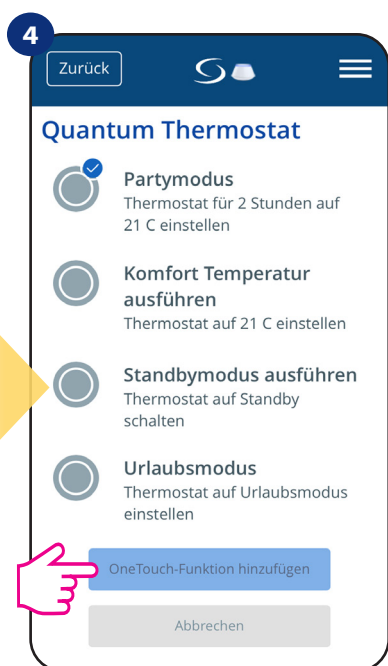 4
Zurück
Quantum Thermostat
Partymodus
Thermostat für 2 Stunden auf
21 C einstellen
Komfort Temperatur
ausführen
Thermostat auf 21 C einstellen
Standbymodus ausführen
Thermostat auf Standby
schalten
Urlaubsmodus
Thermostat auf Urlaubsmodus
einstellen
OneTouch-Funktion hinzufügen
Abbrechen